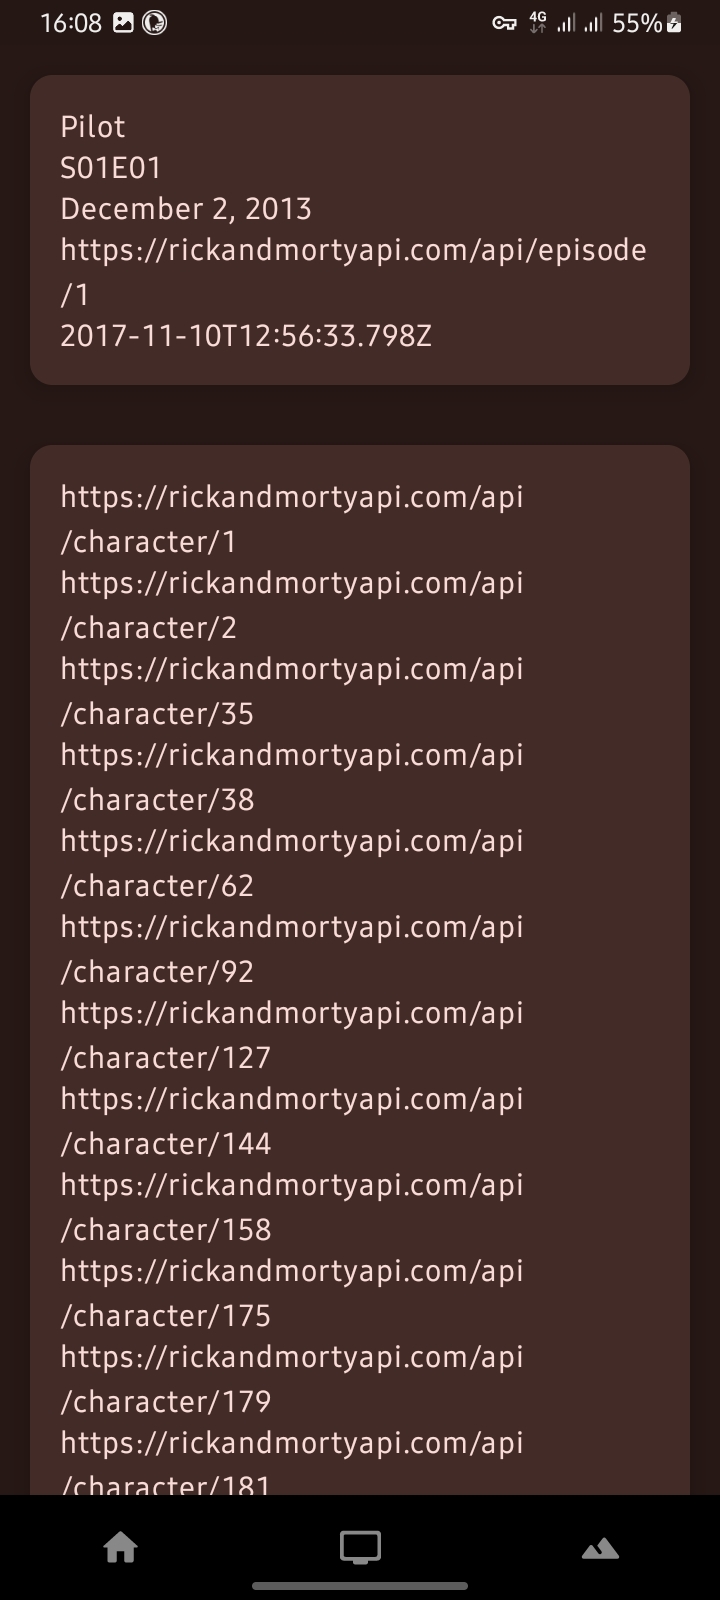 16:08
4G
55%
Pilot
S01E01
December 2, 2013
https://rickandmortyapi.com/api/episode
/1
2017-11-10T12:56:33.798Z
https://rickandmortyapi.com/api
/character/1
https://rickandmortyapi.com/api
/character/2
https://rickandmortyapi.com/api
/character/35
https://rickandmortyapi.com/api
/character/38
https://rickandmortyapi.com/api
/character/62
https://rickandmortyapi.com/api
/character/92
https://rickandmortyapi.com/api
/character/127
https://rickandmortyapi.com/api
/character/144
https://rickandmortyapi.com/api
/character/158
https://rickandmortyapi.com/api
/character/175
https://rickandmortyapi.com/api
/character/179
https://rickandmortyapi.com/api
/character/181